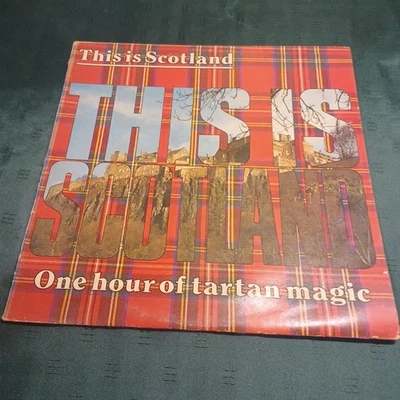 This is Scotland
THIS IS
SCOTLAND
One hour of tartan magic